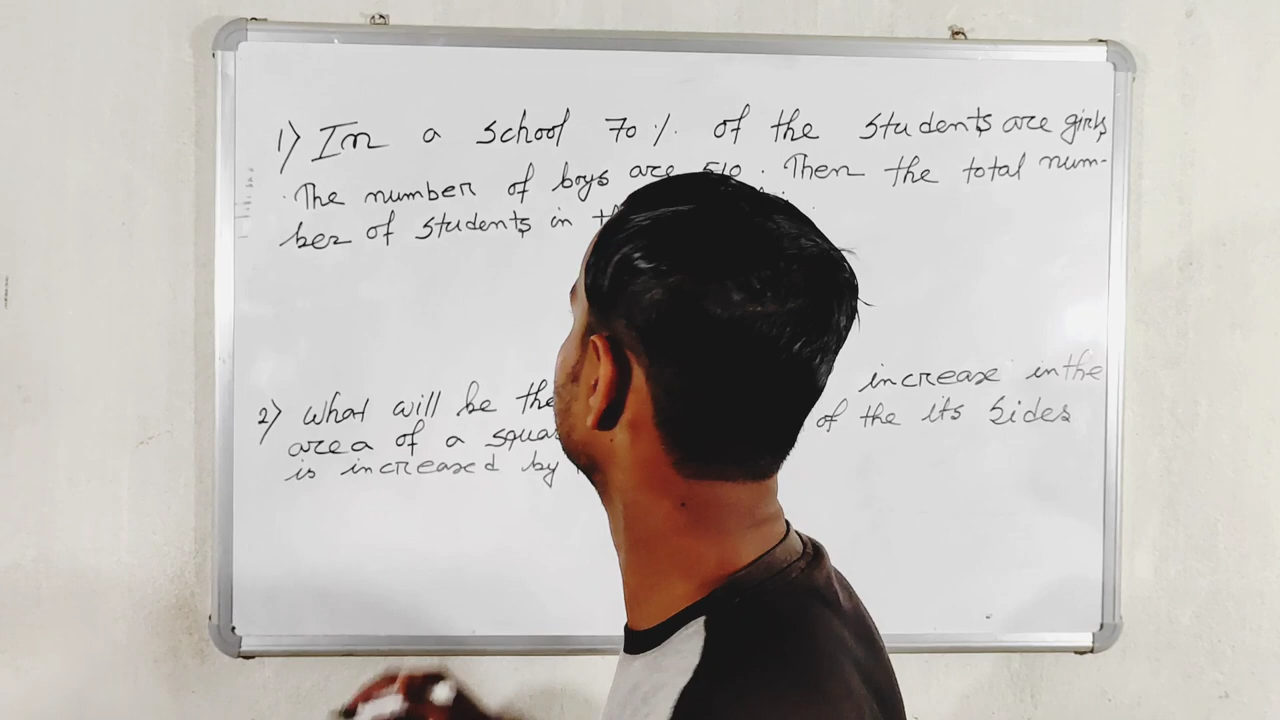 1) In a school 70% of the students are girls
. The number of boys are 510. Then the total num-
ber of students in
2) What will be the increase in the
area of a of the its sides
is increased by